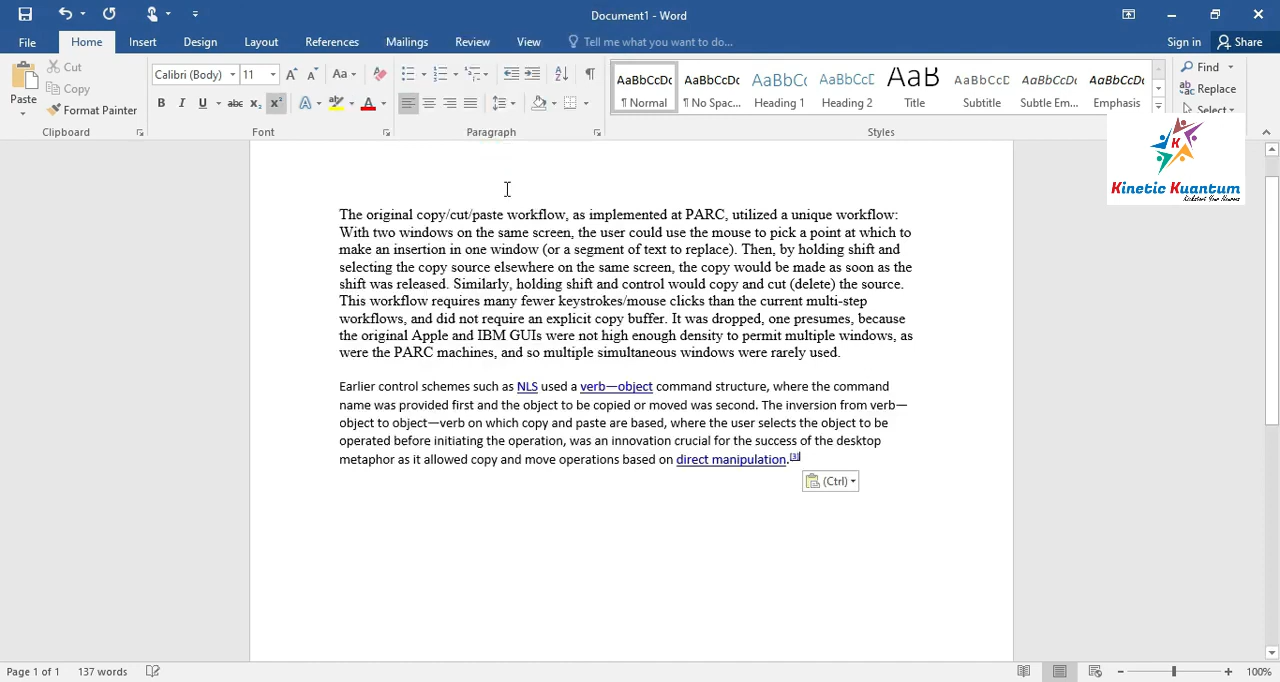 Document1 - Word
File Home Insert Design Layout References Mailings Review View Tell me what you want to do... Sign in Share
Paste
Cut
Copy
Format Painter
Clipboard
Calibri (Body) 11 Aa
B I U abc X₂ X² A A
Font
Paragraph
AaBbCcDc AaBbCcDc AaBbCc AaBbCcD AaB AaBbCcD AaBbCcDc AaBbCcDc
¶ Normal ¶ No Spac... Heading 1 Heading 2 Title Subtitle Subtle Em... Emphasis
Styles
Find
Replace
Select
Kinetic Kuantum
The original copy/cut/paste workflow, as implemented at PARC, utilized a unique workflow:
With two windows on the same screen, the user could use the mouse to pick a point at which to
make an insertion in one window (or a segment of text to replace). Then, by holding shift and
selecting the copy source elsewhere on the same screen, the copy would be made as soon as the
shift was released. Similarly, holding shift and control would copy and cut (delete) the source.
This workflow requires many fewer keystrokes/mouse clicks than the current multi-step
workflows, and did not require an explicit copy buffer. It was dropped, one presumes, because
the original Apple and IBM GUIs were not high enough density to permit multiple windows, as
were the PARC machines, and so multiple simultaneous windows were rarely used.
Earlier control schemes such as NLS used a verb—object command structure, where the command
name was provided first and the object to be copied or moved was second. The inversion from verb—
object to object—verb on which copy and paste are based, where the user selects the object to be
operated before initiating the operation, was an innovation crucial for the success of the desktop
metaphor as it allowed copy and move operations based on direct manipulation.[3]
(Ctrl)
Page 1 of 1 137 words 100%